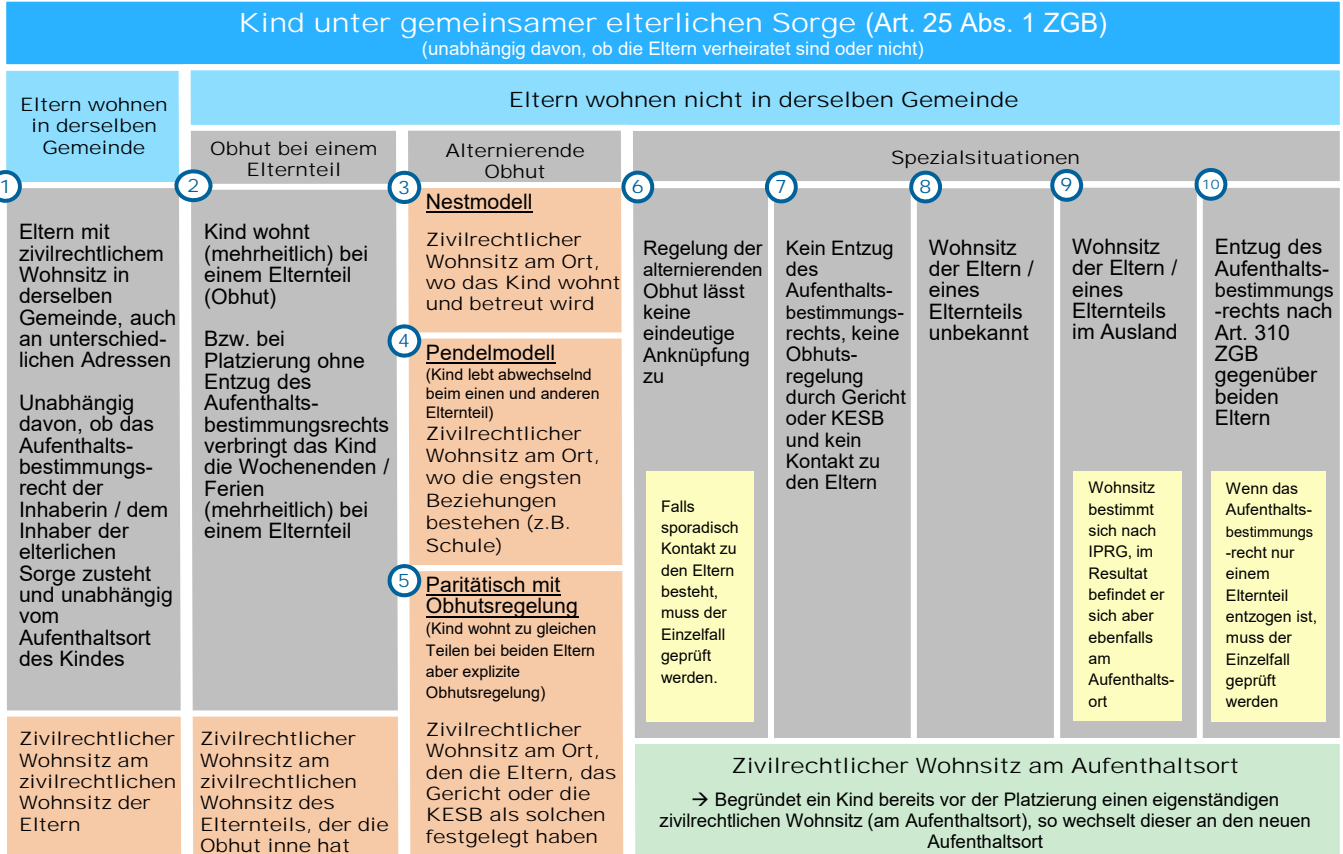 Kind unter gemeinsamer elterlichen Sorge (Art. 25 Abs. 1 ZGB)
(unabhängig davon, ob die Eltern verheiratet sind oder nicht)
Eltern wohnen
in derselben
Gemeinde
Eltern wohnen nicht in derselben Gemeinde
Obhut bei einem
Elternteil
Alternierende
Obhut
Spezialsituationen
1
Eltern mit
zivilrechtlichem
Wohnsitz in
derselben
Gemeinde, auch
an unterschied-
lichen Adressen
Unabhängig
davon, ob das
Aufenthalts-
bestimmungs-
recht der
Inhaberin / dem
Inhaber der
elterlichen
Sorge zusteht
und unabhängig
vom
Aufenthaltsort
des Kindes
Zivilrechtlicher
Wohnsitz am
zivilrechtlichen
Wohnsitz der
Eltern
2
Kind wohnt
(mehrheitlich) bei
einem Elternteil
(Obhut)
Bzw. bei
Platzierung ohne
Entzug des
Aufenthalts-
bestimmungsrechts
verbringt das Kind
die Wochenenden /
Ferien
(mehrheitlich) bei
einem Elternteil
Zivilrechtlicher
Wohnsitz am
zivilrechtlichen
Wohnsitz des
Elternteils, der die
Obhut inne hat
3
Nestmodell
Zivilrechtlicher
Wohnsitz am Ort,
wo das Kind wohnt
und betreut wird
4
Pendelmodell
(Kind lebt abwechselnd
beim einen und anderen
Elternteil)
Zivilrechtlicher
Wohnsitz am Ort,
wo die engsten
Beziehungen
bestehen (z.B.
Schule)
5
Paritätisch mit
Obhutsregelung
(Kind wohnt zu gleichen
Teilen bei beiden Eltern
aber explizite
Obhutsregelung)
Zivilrechtlicher
Wohnsitz am Ort,
den die Eltern, das
Gericht oder die
KESB als solchen
festgelegt haben
6
Regelung der
alternierenden
Obhut lässt
keine
eindeutige
Anknüpfung
zu
Falls
sporadisch
Kontakt zu
den Eltern
besteht,
muss der
Einzelfall
geprüft
werden.
7
Kein Entzug
des
Aufenthalts-
bestimmungs-
rechts, keine
Obhuts-
regelung
durch Gericht
oder KESB
und kein
Kontakt zu
den Eltern
8
Wohnsitz
der Eltern /
eines
Elternteils
unbekannt
9
Wohnsitz
der Eltern /
eines
Elternteils
im Ausland
Wohnsitz
bestimmt
sich nach
IPRG, im
Resultat
befindet er
sich aber
ebenfalls
am
Aufenthalts-
ort
10
Entzug des
Aufenthalts-
bestimmungs
-rechts nach
Art. 310
ZGB
gegenüber
beiden
Eltern
Wenn das
Aufenthalts-
bestimmungs
-recht nur
einem
Elternteil
entzogen ist,
muss der
Einzelfall
geprüft
werden
Zivilrechtlicher Wohnsitz am Aufenthaltsort
→ Begründet ein Kind bereits vor der Platzierung einen eigenständigen
zivilrechtlichen Wohnsitz (am Aufenthaltsort), so wechselt dieser an den neuen
Aufenthaltsort